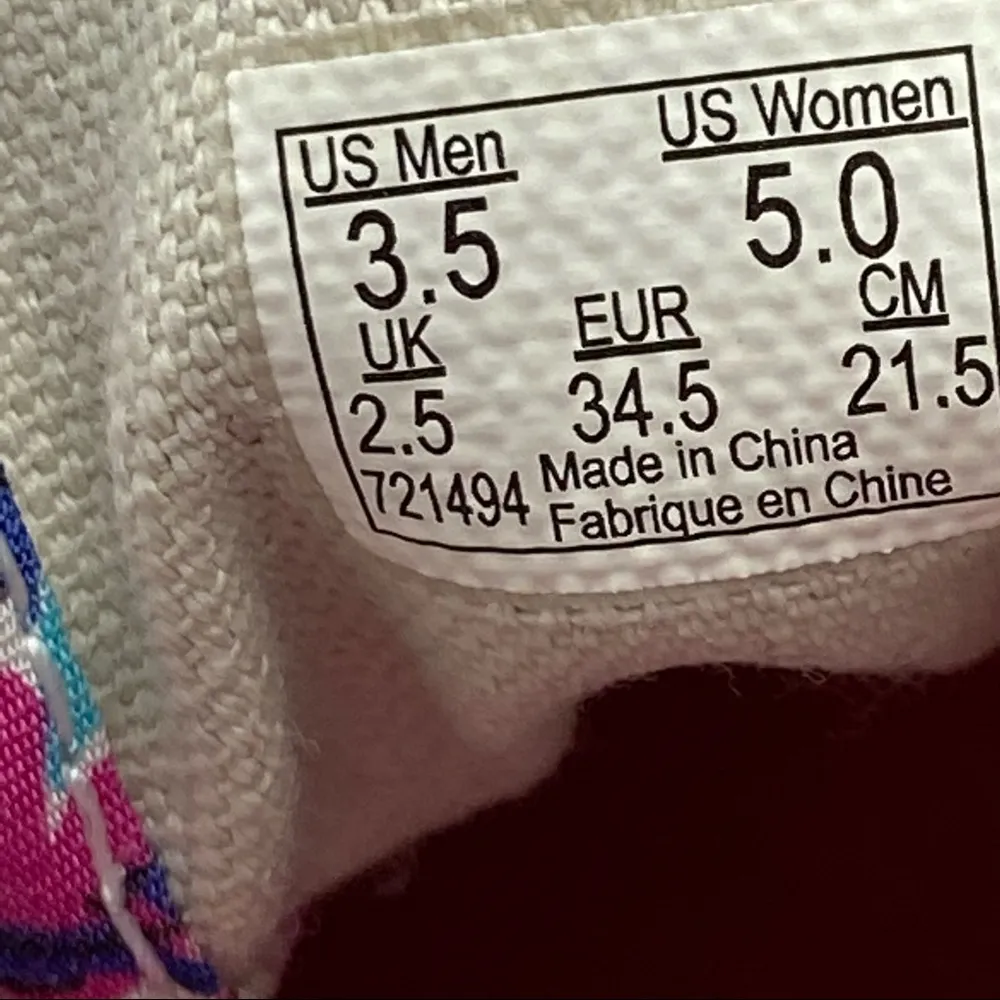 US Men US Women
3.5 5.0
UK EUR CM
2.5 34.5 21.5
721494 Made in China
Fabrique en Chine